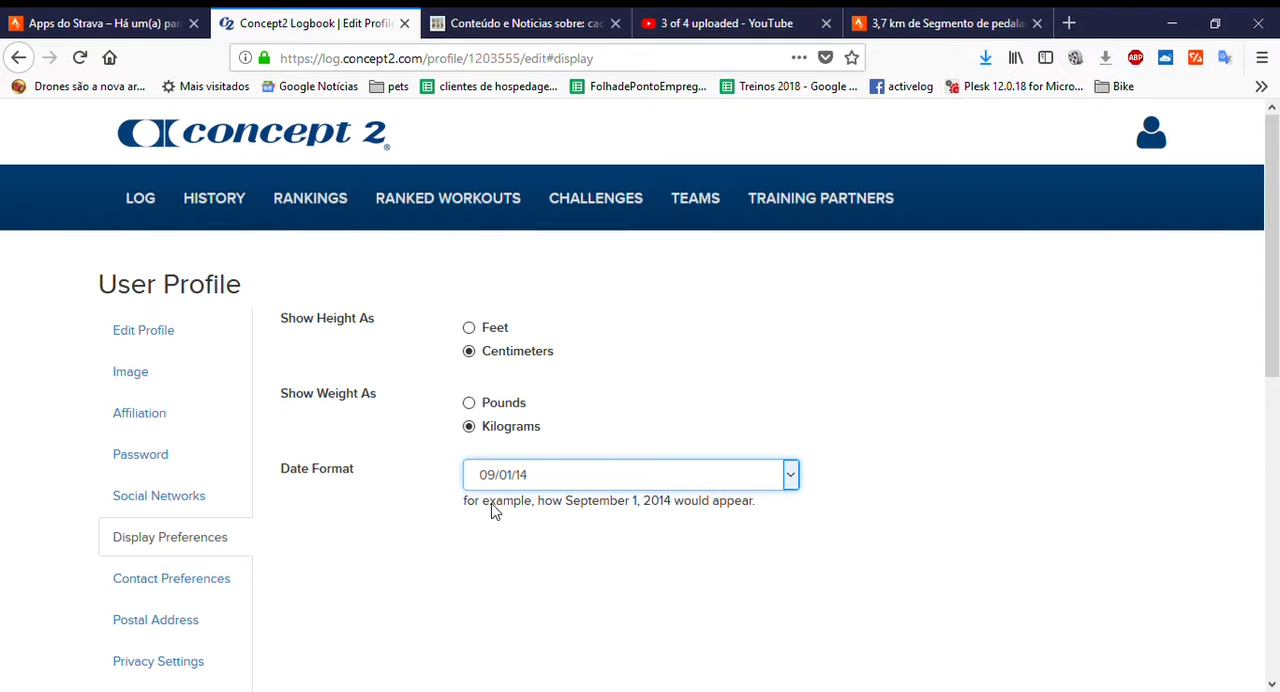 Apps do Strava – Há um(a) para
Concept2 Logbook | Edit Profile
Conteúdo e Noticias sobre: cac
3 of 4 uploaded - YouTube
3,7 km de Segmento de pedala
https://log.concept2.com/profile/1203555/edit#display
ABP
Drones são a nova ar...
Mais visitados
Google Notícias
pets
clientes de hospedage...
FolhadePontoEmpreg...
Treinos 2018 - Google ...
activelog
Plesk 12.0.18 for Micro...
Bike
concept 2®
LOG
HISTORY
RANKINGS
RANKED WORKOUTS
CHALLENGES
TEAMS
TRAINING PARTNERS
User Profile
Edit Profile
Image
Affiliation
Password
Social Networks
Display Preferences
Contact Preferences
Postal Address
Privacy Settings
Show Height As
Feet
Centimeters
Show Weight As
Pounds
Kilograms
Date Format
09/01/14
for example, how September 1, 2014 would appear.